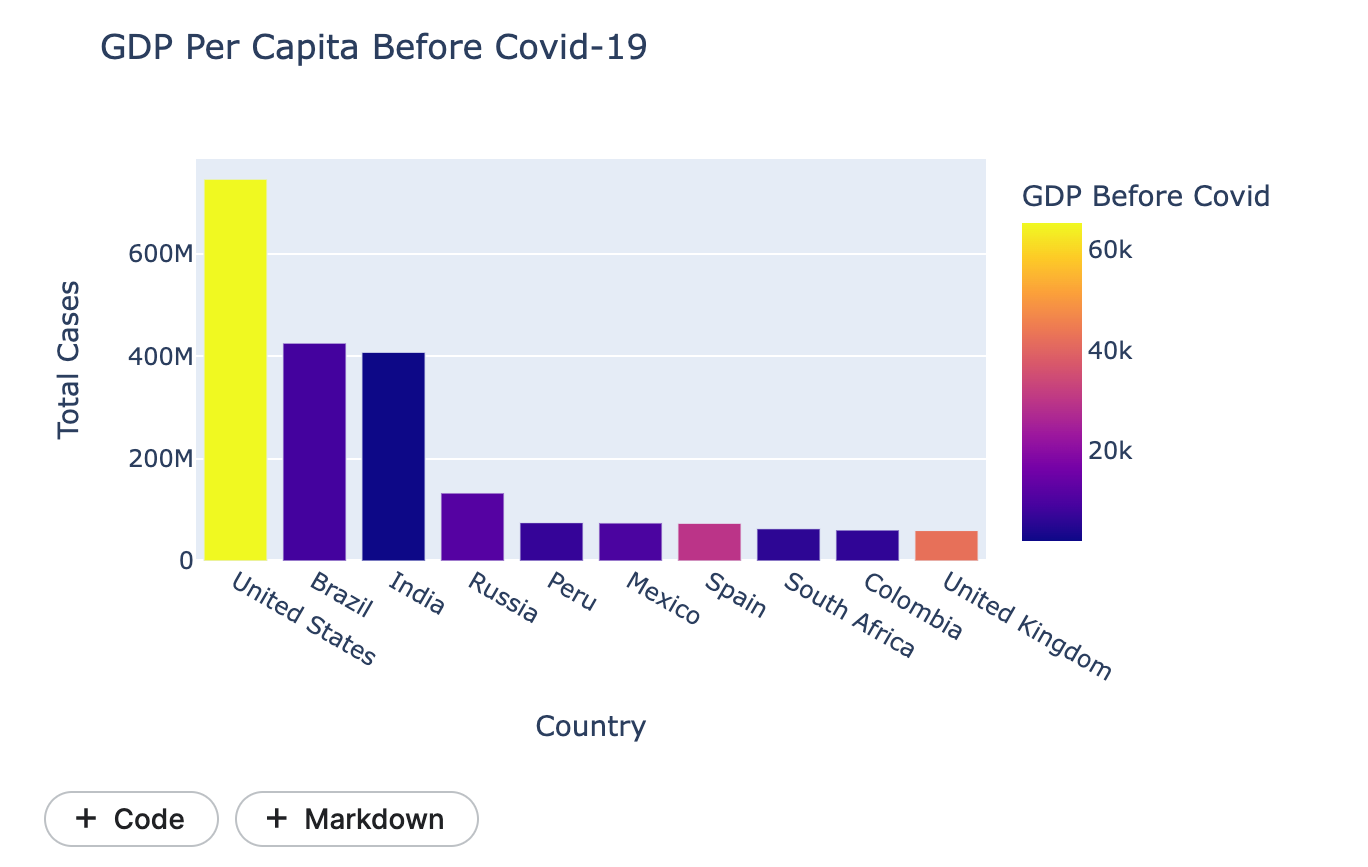 GDP Per Capita Before Covid-19
GDP Before Covid
60k
40k
20k
Total Cases
600M
400M
200M
0
United States
Brazil
India
Russia
Peru
Mexico
Spain
South Africa
Colombia
United Kingdom
Country
+ Code
+ Markdown